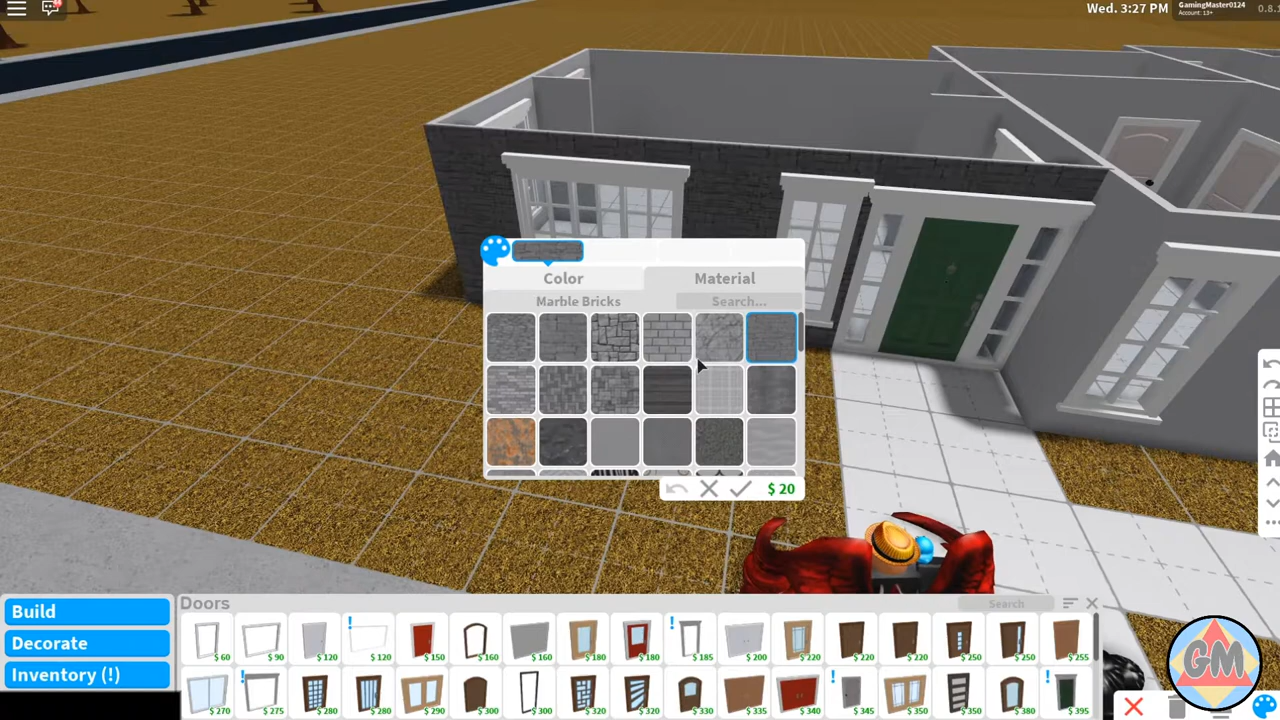 Wed. 3:27 PM
GamingMaster0124
Account: 13+
0.8.
Color
Material
Marble Bricks
Search...
$ 20
Build
Decorate
Inventory (!)
Doors
Search
$ 60
$ 90
$ 120
! $ 120
$ 150
$ 160
$ 160
$ 180
$ 180
! $ 185
$ 200
$ 220
$ 220
$ 220
$ 250
$ 250
$ 255
$ 270
! $ 275
$ 280
! $ 280
$ 290
$ 300
$ 300
$ 320
$ 320
$ 330
$ 335
$ 340
! $ 345
$ 350
$ 350
$ 380
! $ 395
GM